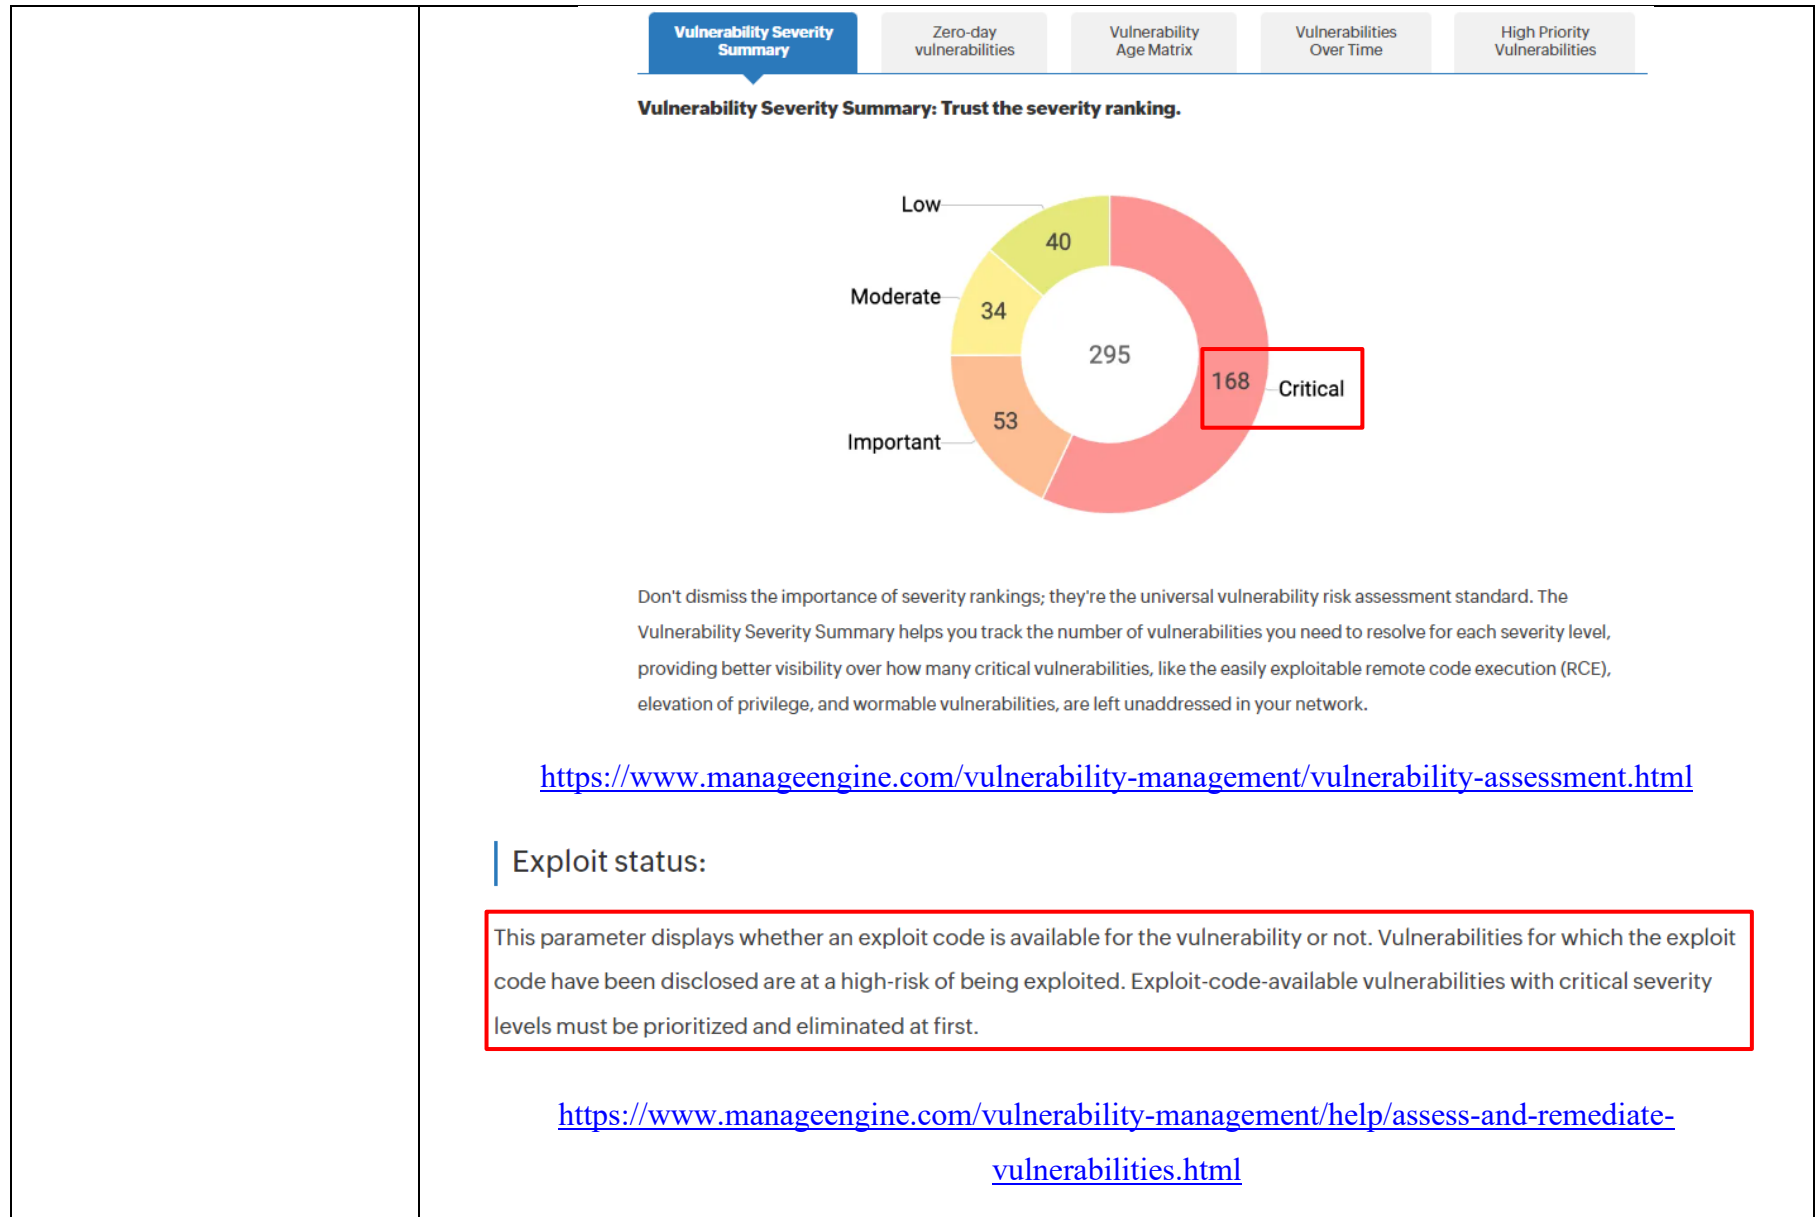 Vulnerability Severity
Summary
Zero-day
vulnerabilities
Vulnerability
Age Matrix
Vulnerabilities
Over Time
High Priority
Vulnerabilities
Vulnerability Severity Summary: Trust the severity ranking.
Low
40
Moderate
34
295
168
Critical
53
Important
Don't dismiss the importance of severity rankings; they're the universal vulnerability risk assessment standard. The
Vulnerability Severity Summary helps you track the number of vulnerabilities you need to resolve for each severity level,
providing better visibility over how many critical vulnerabilities, like the easily exploitable remote code execution (RCE),
elevation of privilege, and wormable vulnerabilities, are left unaddressed in your network.
https://www.manageengine.com/vulnerability-management/vulnerability-assessment.html
Exploit status:
This parameter displays whether an exploit code is available for the vulnerability or not. Vulnerabilities for which the exploit
code have been disclosed are at a high-risk of being exploited. Exploit-code-available vulnerabilities with critical severity
levels must be prioritized and eliminated at first.
https://www.manageengine.com/vulnerability-management/help/assess-and-remediate-
vulnerabilities.html